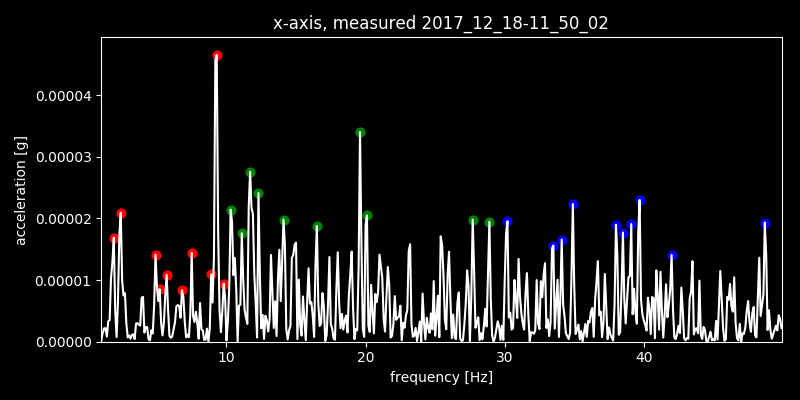 x-axis, measured 2017_12_18-11_50_02
acceleration [g]
0.00004
0.00003
0.00002
0.00001
0.00000
10 20 30 40
frequency [Hz]